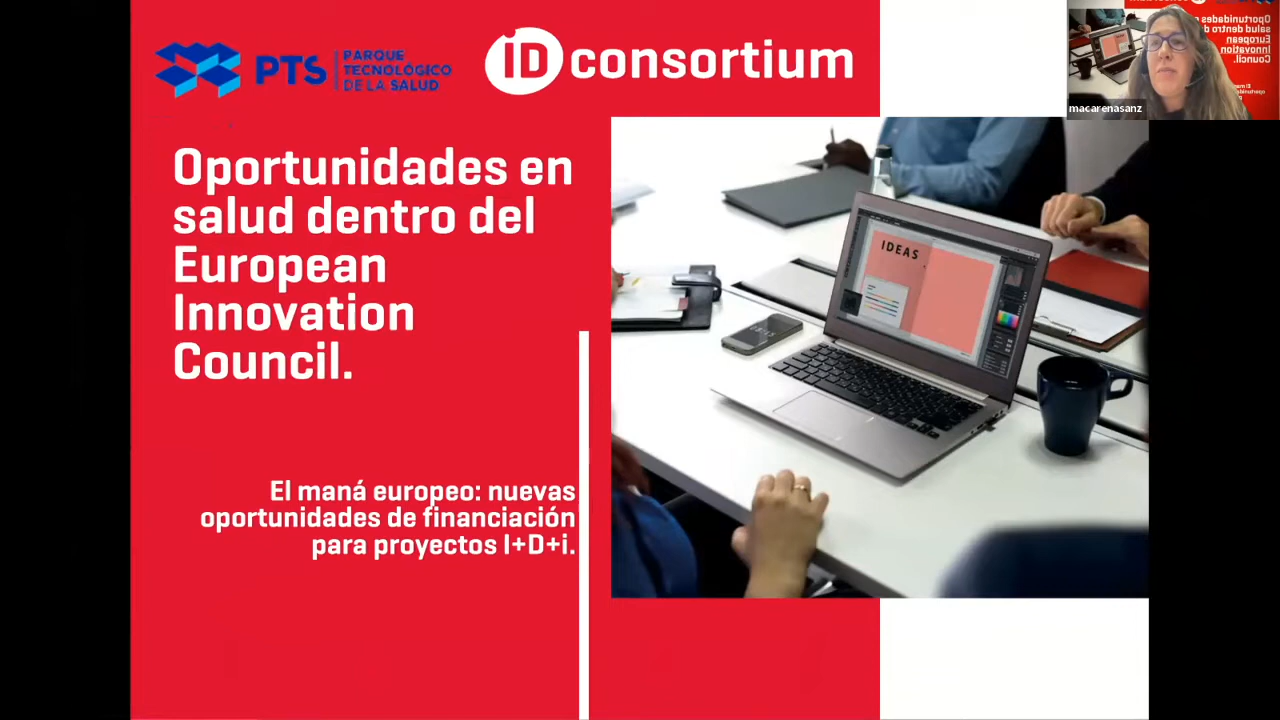 PTS
PARQUE
TECNOLÓGICO
DE LA SALUD
iD consortium
Oportunidades en
salud dentro del
European
Innovation
Council.
El maná europeo: nuevas
oportunidades de financiación
para proyectos I+D+i.
IDEAS
macarenasanz